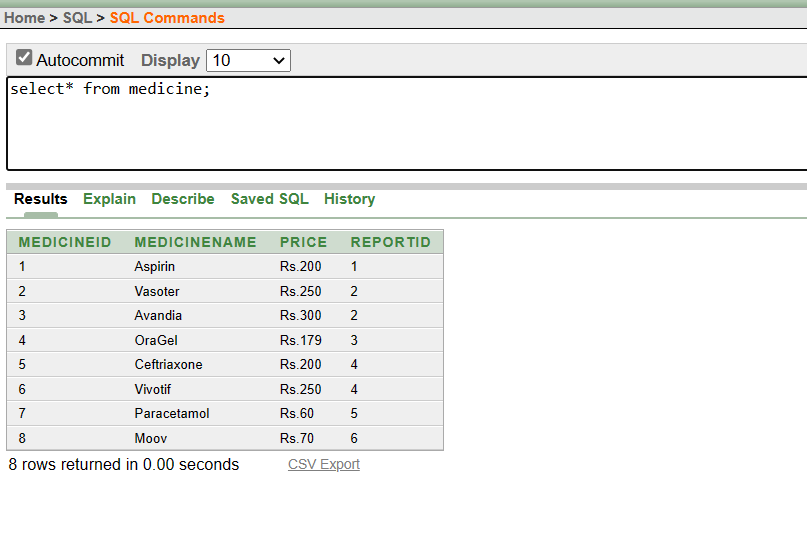 Home > SQL > SQL Commands
Autocommit Display 10
select* from medicine;
Results Explain Describe Saved SQL History
MEDICINEID MEDICINENAME PRICE REPORTID
1 Aspirin Rs.200 1
2 Vasoter Rs.250 2
3 Avandia Rs.300 2
4 OraGel Rs.179 3
5 Ceftriaxone Rs.200 4
6 Vivotif Rs.250 4
7 Paracetamol Rs.60 5
8 Moov Rs.70 6
8 rows returned in 0.00 seconds CSV Export